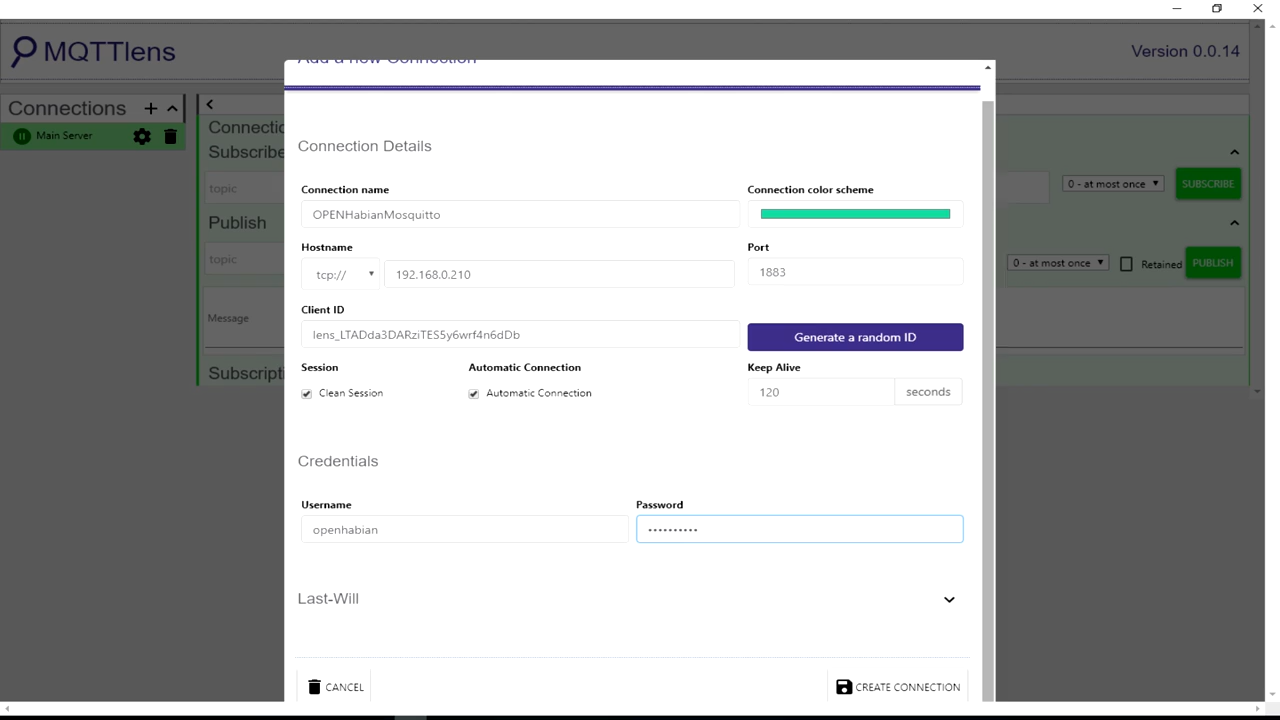 MQTTlens
Version 0.0.14
Add a new Connection
Connections
Main Server
Subscribe
topic
0 - at most once
SUBSCRIBE
Publish
topic
0 - at most once
Retained
PUBLISH
Message
Connection Details
Connection name
Connection color scheme
OPENHabianMosquitto
Hostname
Port
tcp://
192.168.0.210
1883
Client ID
lens_LTADda3DARziTES5y6wrf4n6dDb
Generate a random ID
Session
Automatic Connection
Keep Alive
Clean Session
Automatic Connection
120
seconds
Credentials
Username
Password
openhabian
••••••••••
Last-Will
CANCEL
CREATE CONNECTION